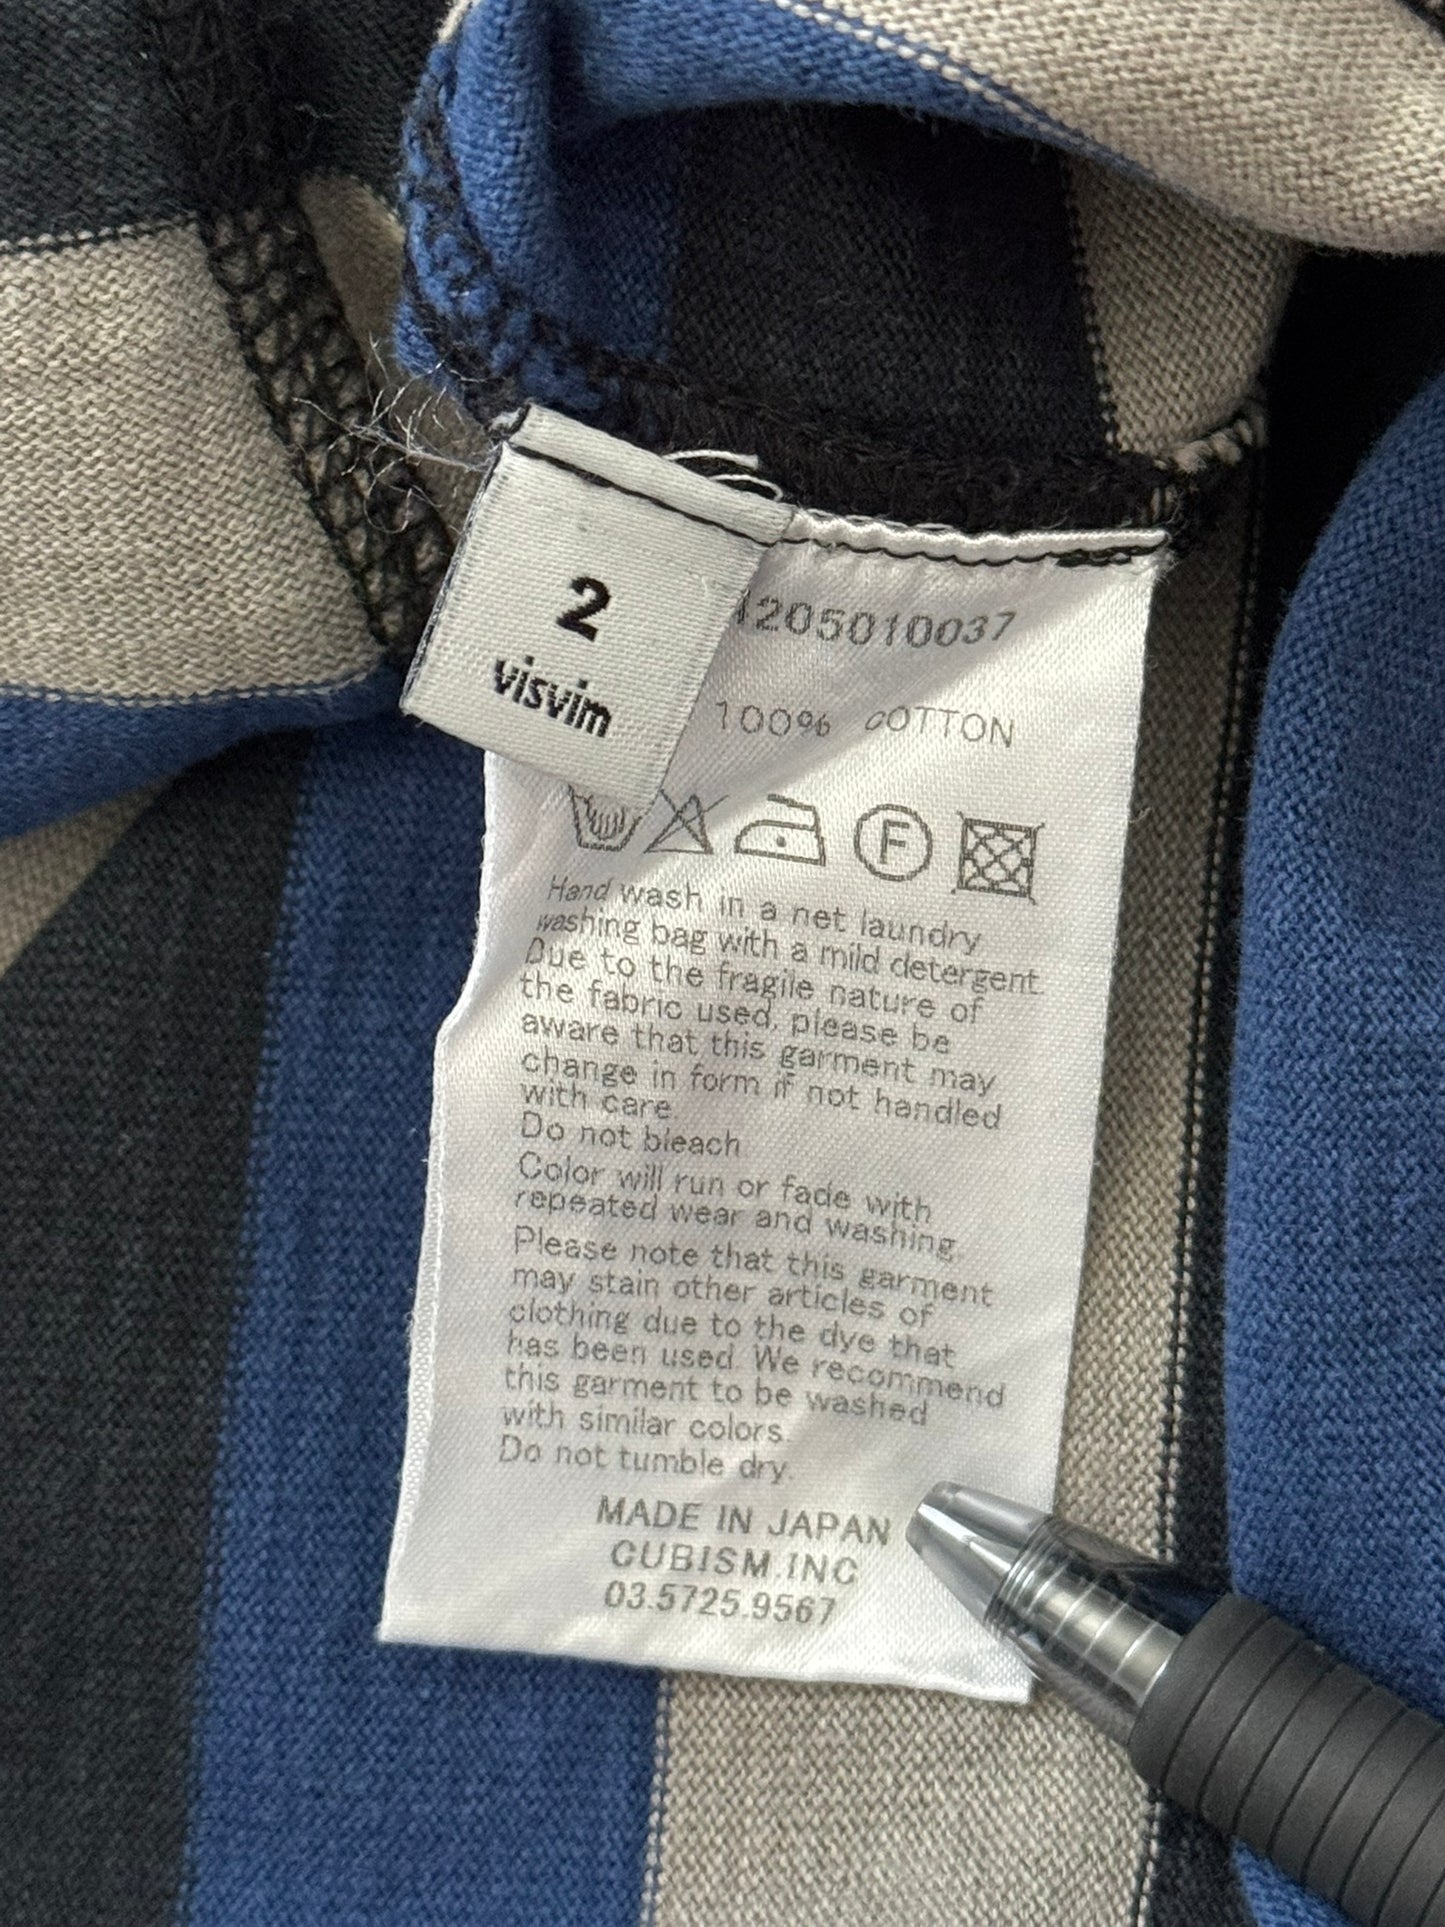 2
visvim
1205010037
100% COTTON
F
Hand wash in a net laundry
washing bag with a mild detergent.
Due to the fragile nature of
the fabric used, please be
aware that this garment may
change in form if not handled
with care.
Do not bleach.
Color will run or fade with
repeated wear and washing.
Please note that this garment
may stain other articles of
clothing due to the dye that
has been used. We recommend
this garment to be washed
with similar colors.
Do not tumble dry.
MADE IN JAPAN
CUBISM.INC
03.5725.9567